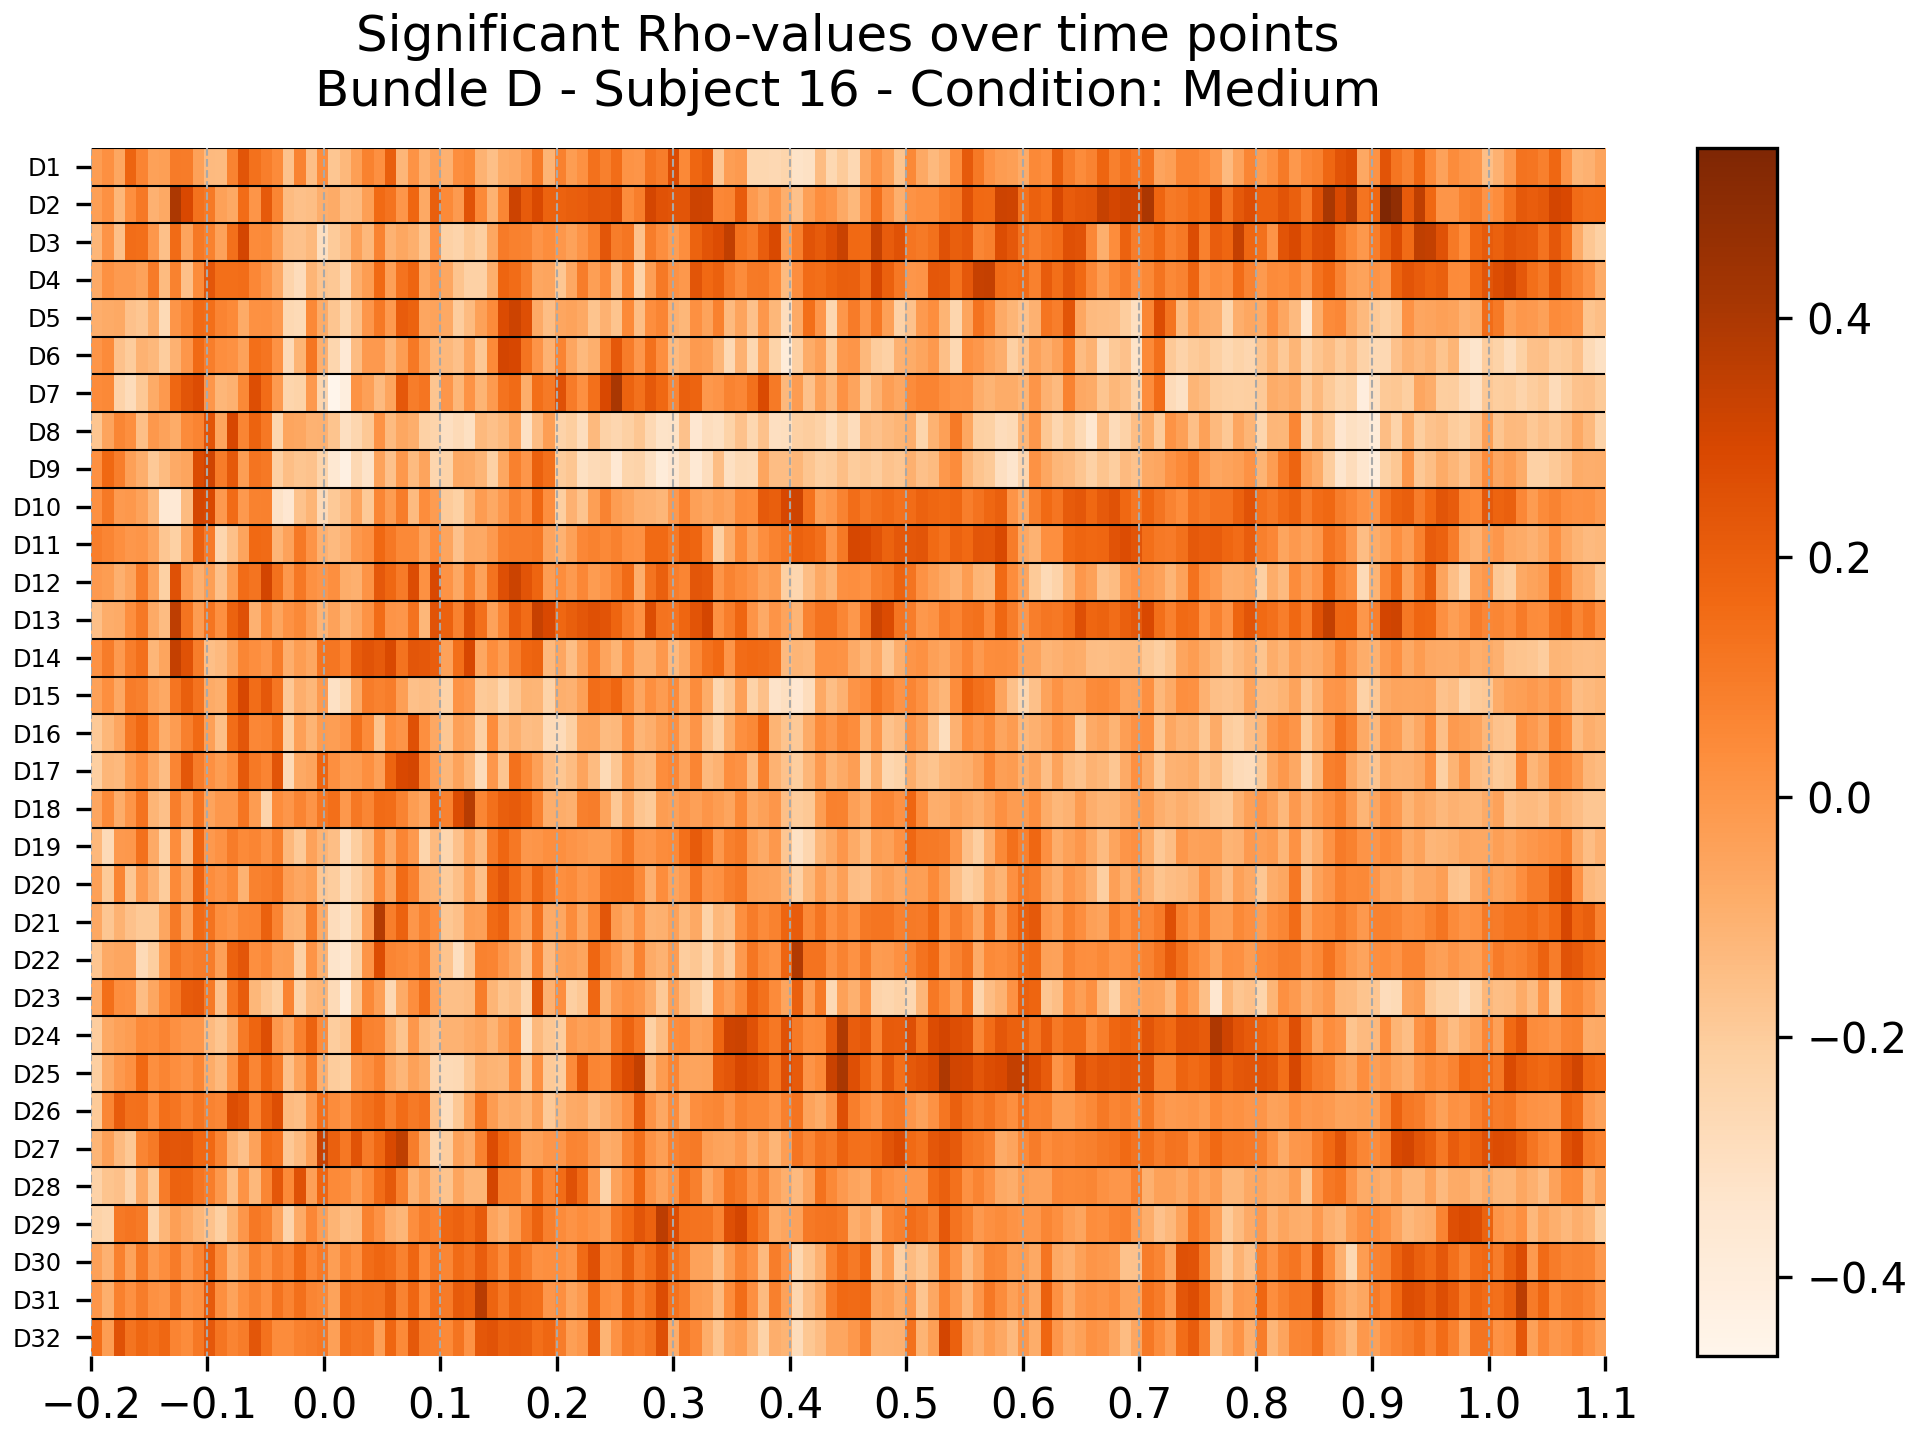 Significant Rho-values over time points
Bundle D - Subject 16 - Condition: Medium
D1
D2
D3
D4
D5
D6
D7
D8
D9
D10
D11
D12
D13
D14
D15
D16
D17
D18
D19
D20
D21
D22
D23
D24
D25
D26
D27
D28
D29
D30
D31
D32
−0.2 −0.1 0.0 0.1 0.2 0.3 0.4 0.5 0.6 0.7 0.8 0.9 1.0 1.1
0.4
0.2
0.0
−0.2
−0.4